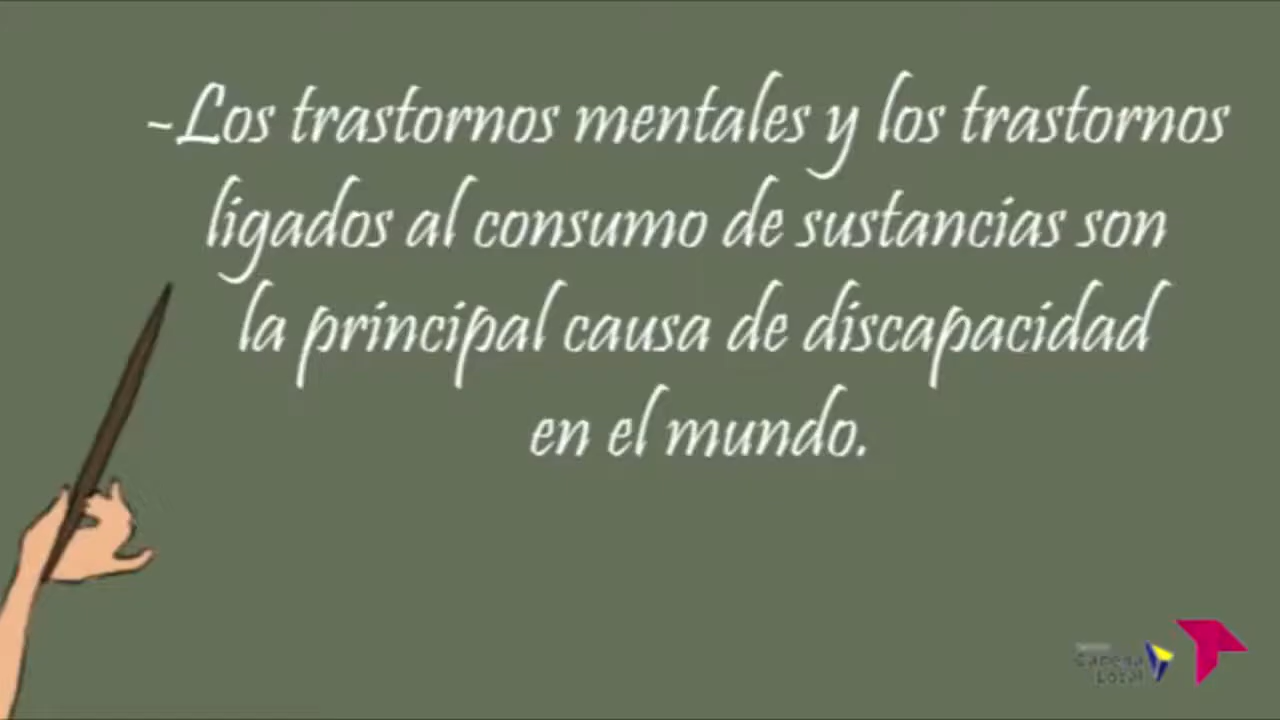 -Los trastornos mentales y los trastornos
ligados al consumo de sustancias son
la principal causa de discapacidad
en el mundo.
Local